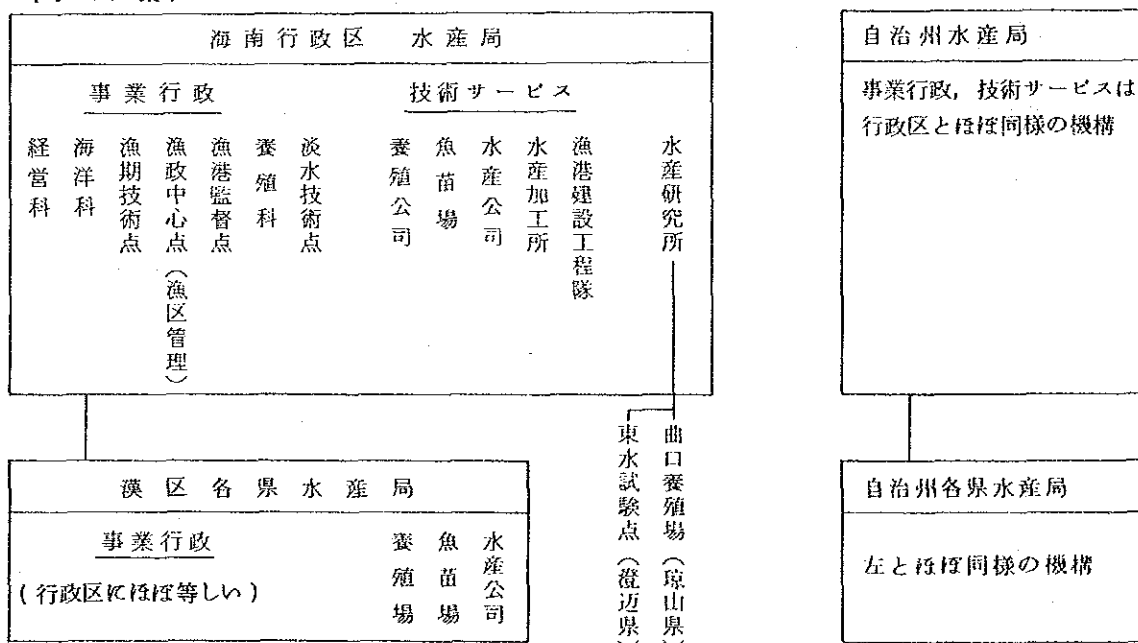 海南行政区 水産局
事業行政
技術サービス
経営科
海洋科
漁期技術点
漁政中心点(漁区管理)
漁港監督点
養殖科
淡水技術点
養殖公司
魚苗場
水産公司
水産加工所
漁港建設工程隊
水産研究所
東水試験点(澄辺県)
曲口養殖場(琼山県)
漢区各県水産局
事業行政
(行政区にほぼ等しい)
養殖場
魚苗場
水産公司
自治州水産局
事業行政,技術サービスは
行政区とほぼ同様の機構
自治州各県水産局
左とほぼ同様の機構